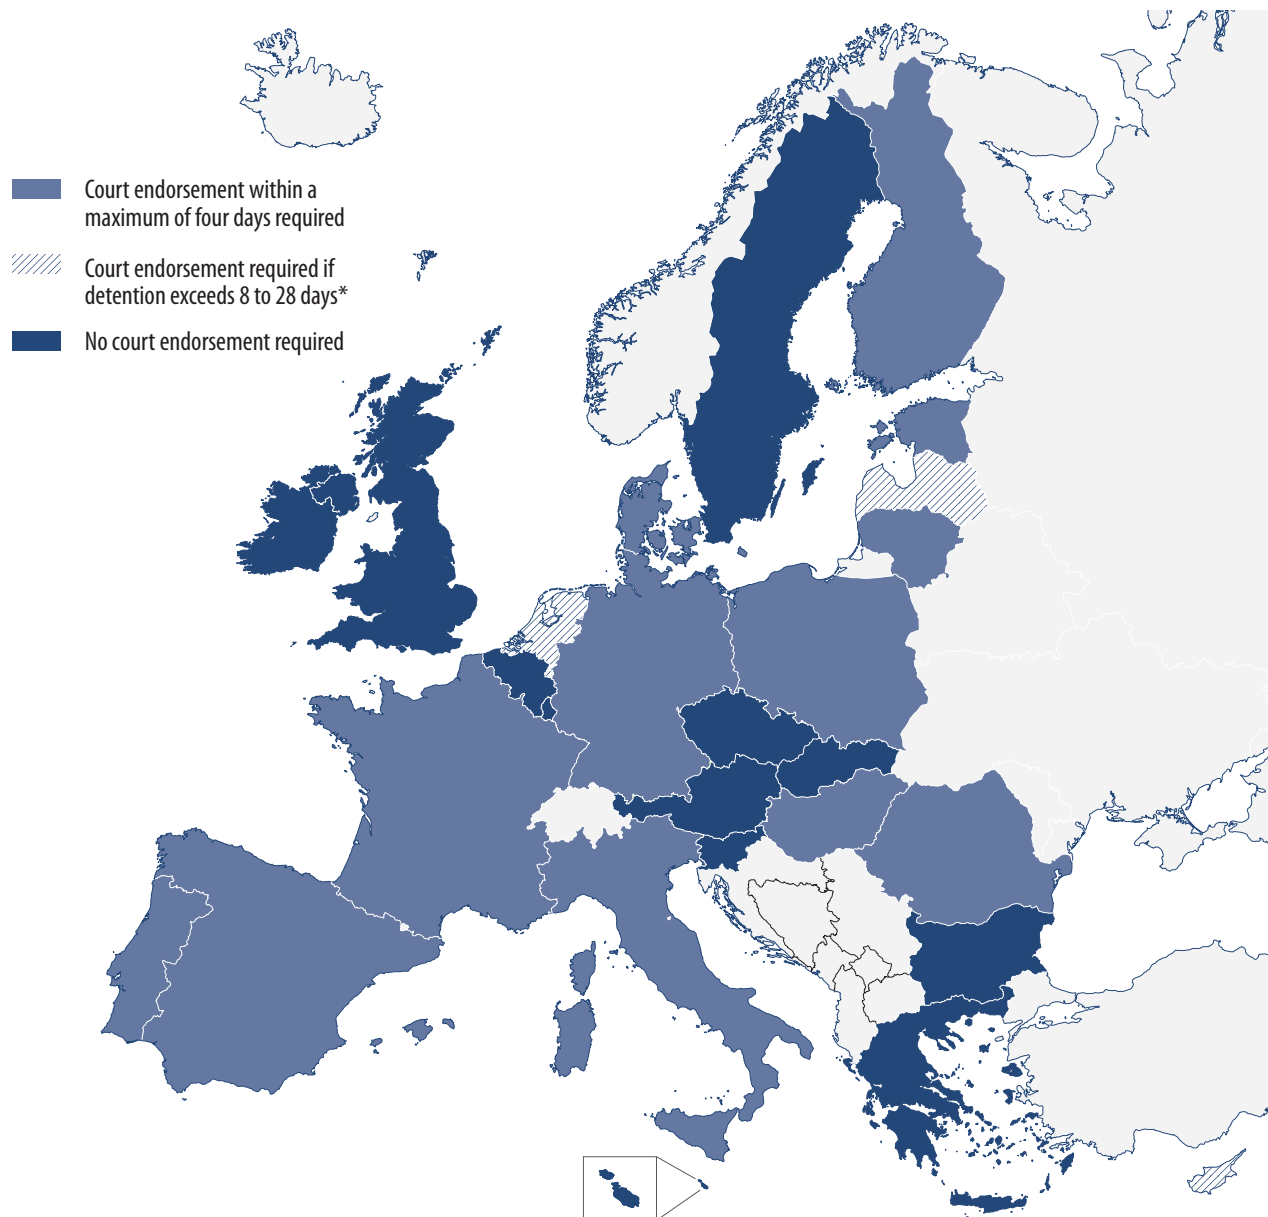 Court endorsement within a
maximum of four days required
Court endorsement required if
detention exceeds 8 to 28 days*
No court endorsement required